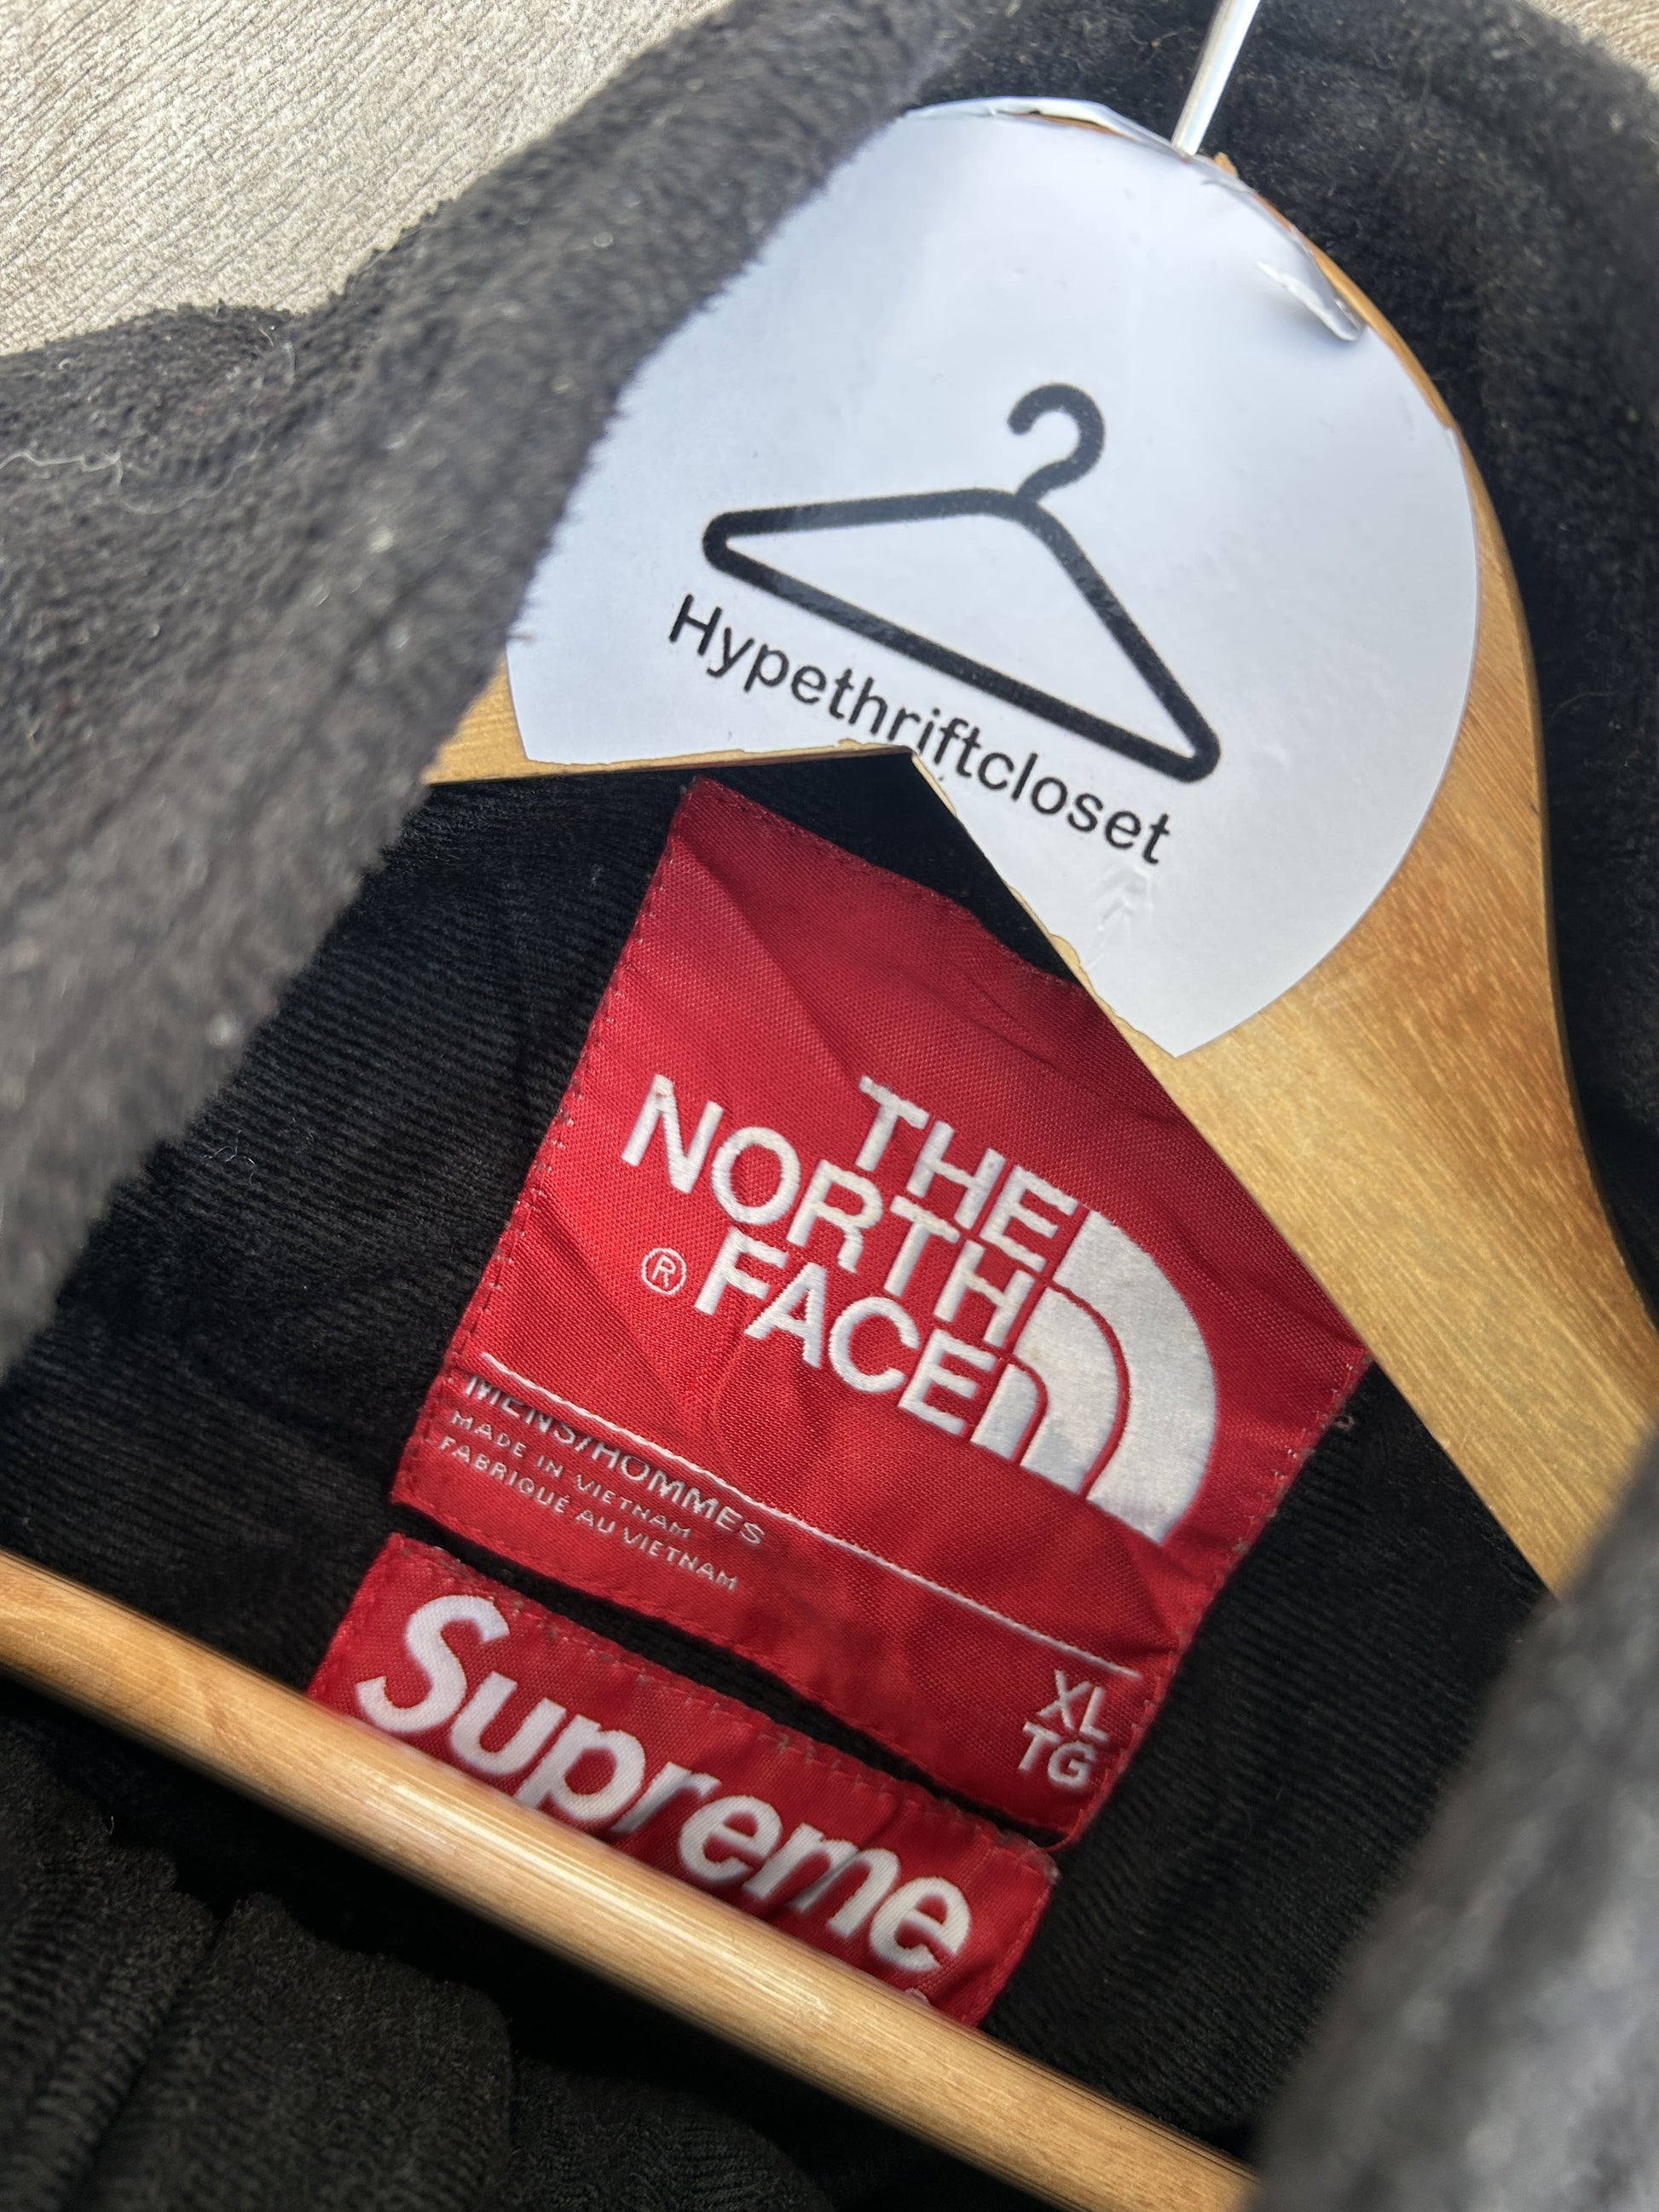 Hypethriftcloset
THE
NORTH
FACE
®
MENS/HOMMES
MADE IN VIETNAM
FABRIQUÉ AU VIETNAM
XL
TG
Supreme